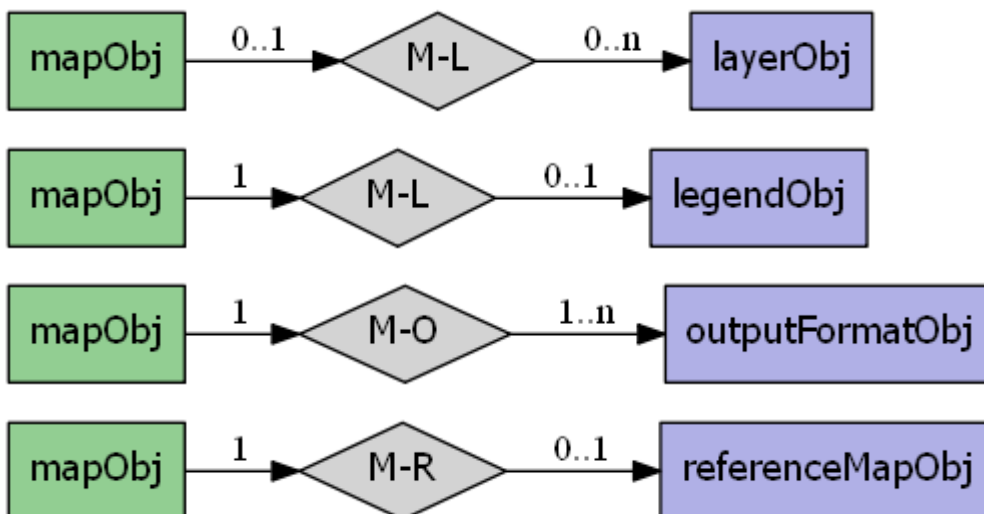 mapObj 0..1 M-L 0..n layerObj
mapObj 1 M-L 0..1 legendObj
mapObj 1 M-O 1..n outputFormatObj
mapObj 1 M-R 0..1 referenceMapObj